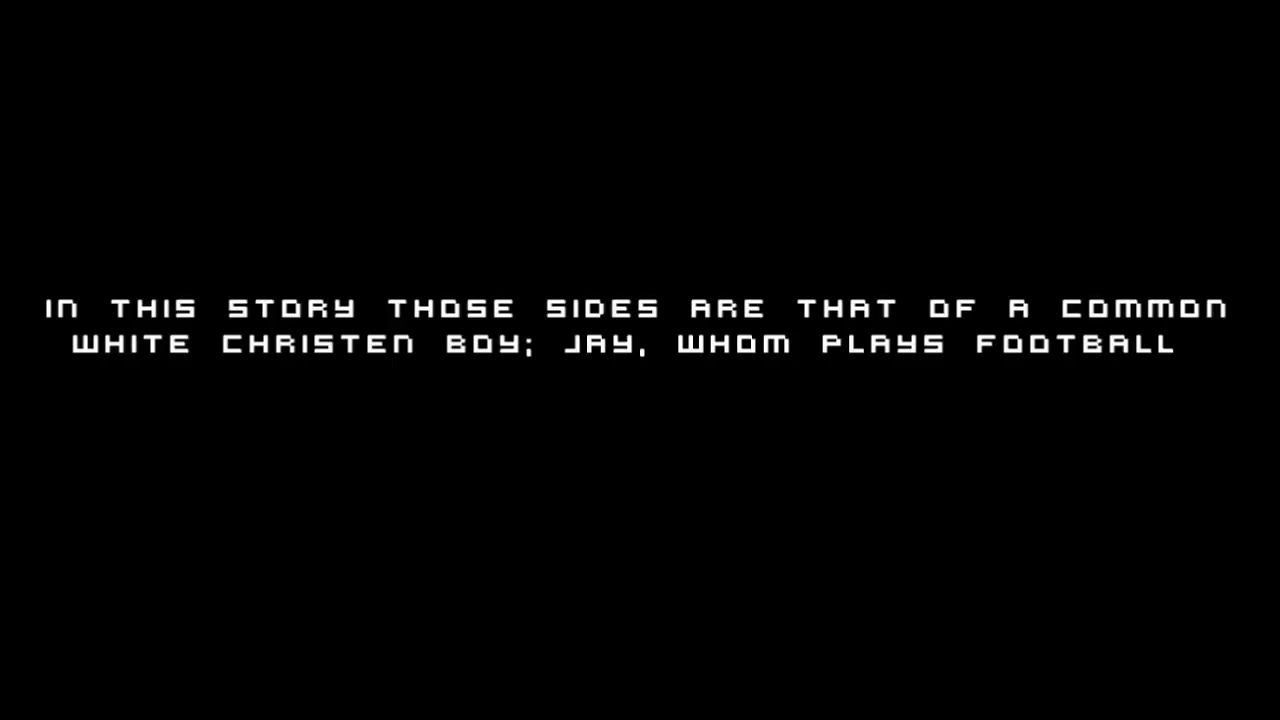 IN THIS STORY THOSE SIDES ARE THAT OF A COMMON
WHITE CHRISTEN BOY; JAY, WHOM PLAYS FOOTBALL